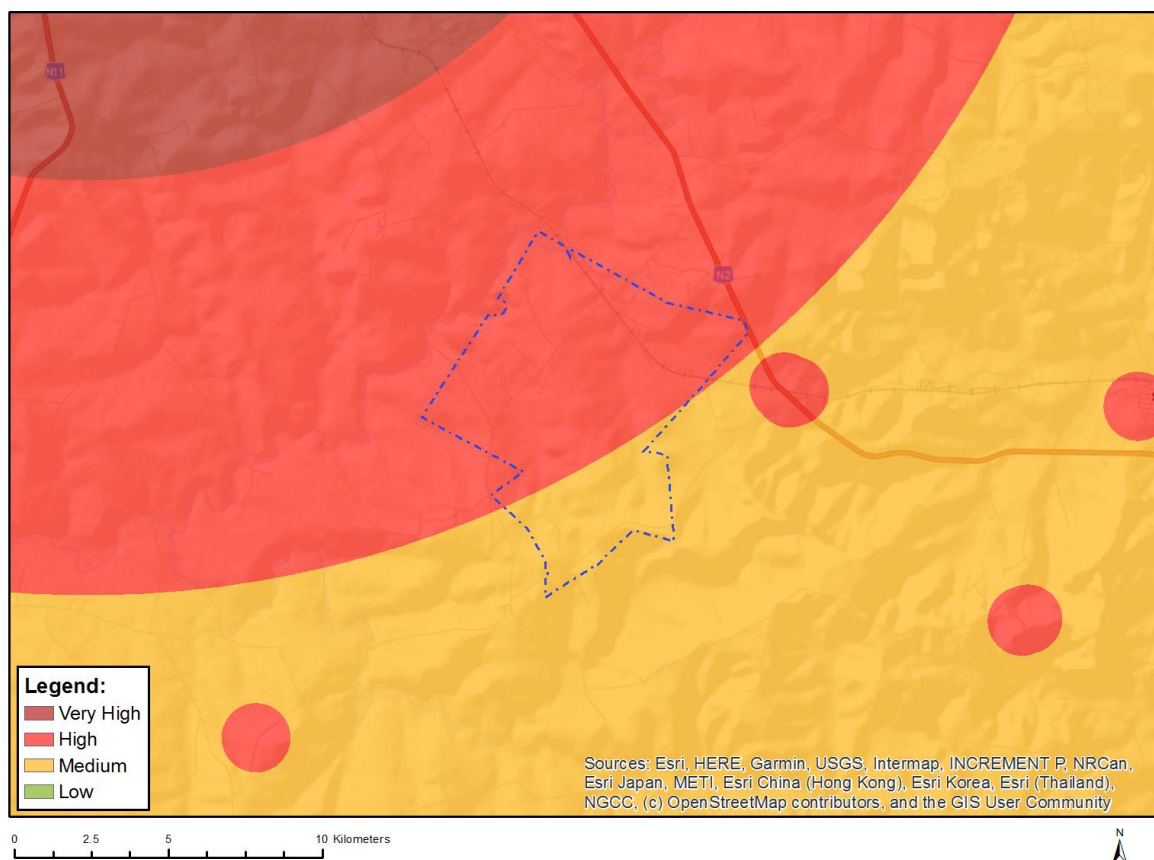 N11
N2
S
Legend:
Very High
High
Medium
Low
Sources: Esri, HERE, Garmin, USGS, Intermap, INCREMENT P, NRCan,
Esri Japan, METI, Esri China (Hong Kong), Esri Korea, Esri (Thailand),
NGCC, (c) OpenStreetMap contributors, and the GIS User Community
0 2.5 5 10 Kilometers
N